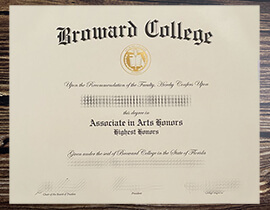 Broward College
Upon the Recommendation of the Faculty, Hereby Confers Upon
this degree in
Associate in Arts Honors
Highest Honors
Given under the seal of Broward College in the State of Florida
President